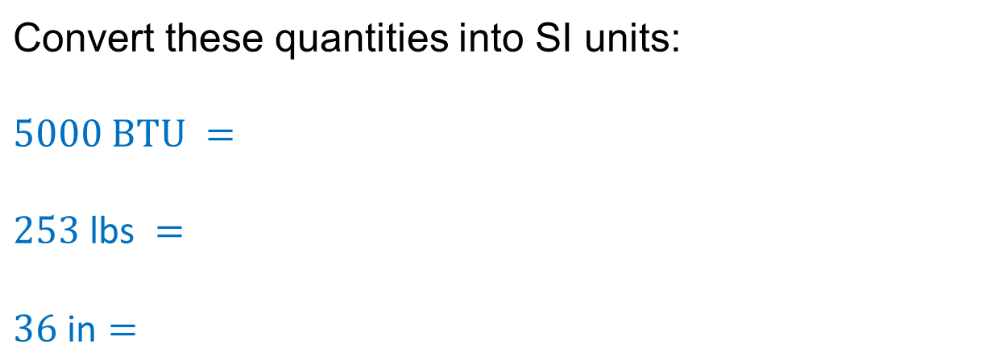 Convert these quantities into SI units:
5000 BTU =
253 lbs =
36 in =